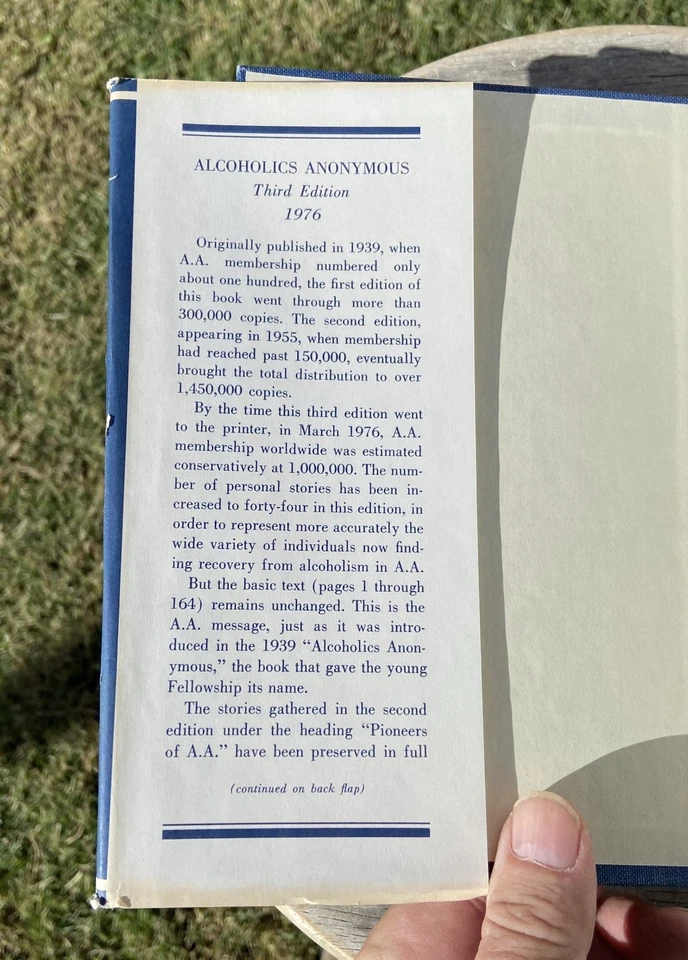 ALCOHOLICS ANONYMOUS
Third Edition
1976
Originally published in 1939, when
A.A. membership numbered only
about one hundred, the first edition of
this book went through more than
300,000 copies. The second edition,
appearing in 1955, when membership
had reached past 150,000, eventually
brought the total distribution to over
1,450,000 copies.
By the time this third edition went
to the printer, in March 1976, A.A.
membership worldwide was estimated
conservatively at 1,000,000. The num-
ber of personal stories has been in-
creased to forty-four in this edition, in
order to represent more accurately the
wide variety of individuals now find-
ing recovery from alcoholism in A.A.
But the basic text (pages 1 through
164) remains unchanged. This is the
A.A. message, just as it was intro-
duced in the 1939 “Alcoholics Anon-
ymous,” the book that gave the young
Fellowship its name.
The stories gathered in the second
edition under the heading “Pioneers
of A.A.” have been preserved in full
(continued on back flap)